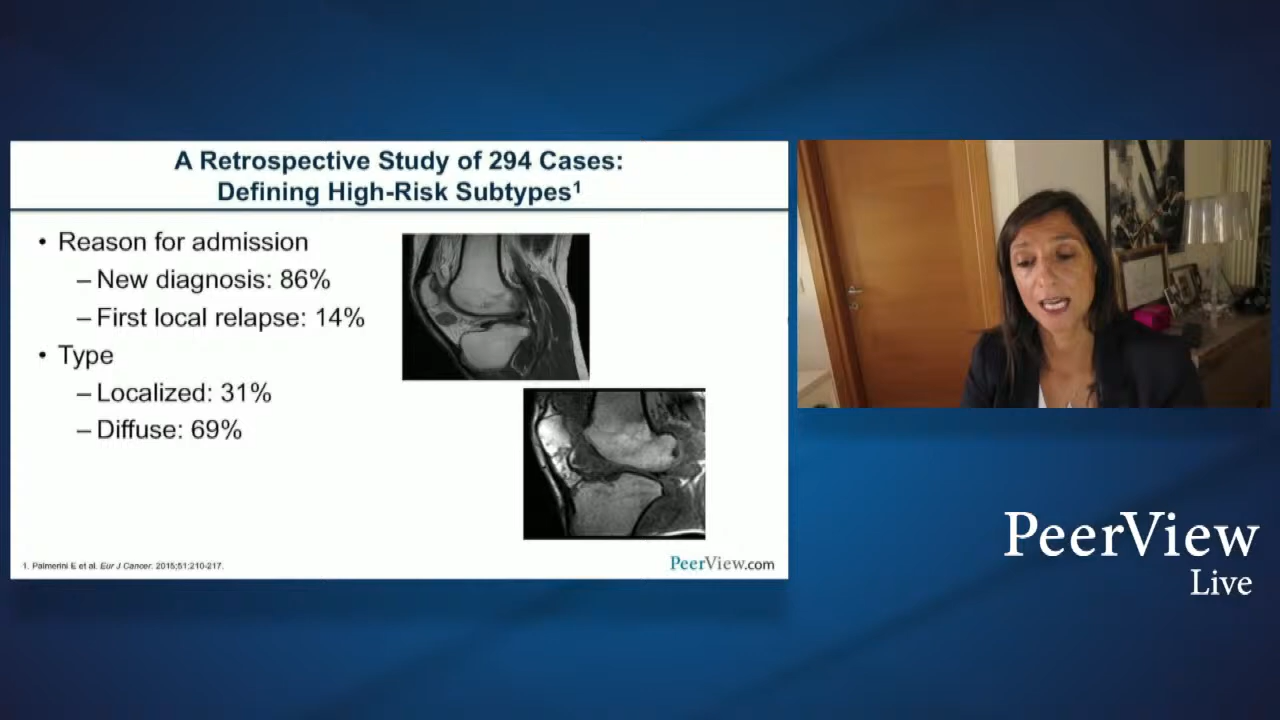 A Retrospective Study of 294 Cases:
Defining High-Risk Subtypes¹
• Reason for admission
– New diagnosis: 86%
– First local relapse: 14%
• Type
– Localized: 31%
– Diffuse: 69%
1. Palmerini E et al. Eur J Cancer. 2015;51:210-217.
PeerView.com
PeerView
Live